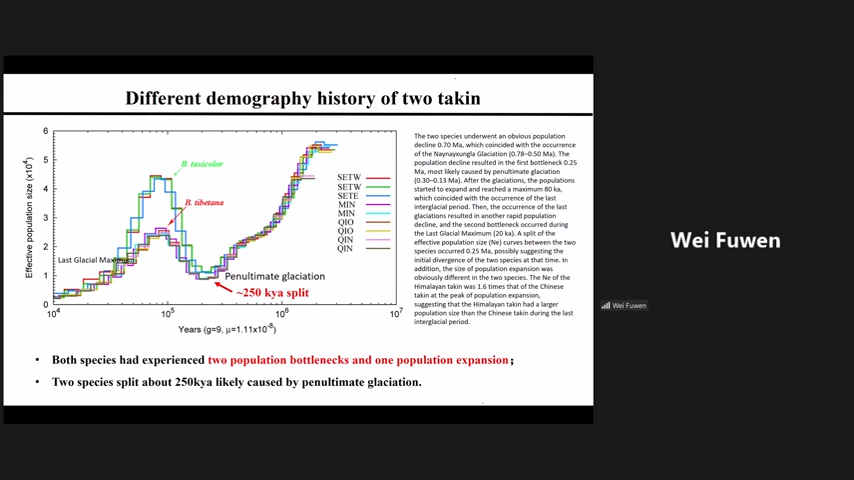 Different demography history of two takin
6
5
4
3
2
1
0
Effective population size (x10⁴)
B. taxicolor
B. tibetana
Last Glacial Maximum
Penultimate glaciation
~250 kya split
SETW
SETW
SETE
MIN
MIN
QIO
QIO
QIN
QIN
10⁴
10⁵
10⁶
10⁷
Years (g=9, μ=1.11x10⁻⁸)
The two species underwent an obvious population
decline 0.70 Ma, which coincided with the occurrence
of the Naynayxungla Glaciation (0.78–0.50 Ma). The
population decline resulted in the first bottleneck 0.25
Ma, most likely caused by penultimate glaciation
(0.30–0.13 Ma). After the glaciations, the populations
started to expand and reached a maximum 80 ka,
which coincided with the occurrence of the last
interglacial period. Then, the occurrence of the last
glaciations resulted in another rapid population
decline, and the second bottleneck occurred during
the Last Glacial Maximum (20 ka). A split of the
effective population size (Ne) curves between the two
species occurred 0.25 Ma, possibly suggesting the
initial divergence of the two species at that time. In
addition, the size of population expansion was
obviously different in the two species. The Ne of the
Himalayan takin was 1.6 times that of the Chinese
takin at the peak of population expansion,
suggesting that the Himalayan takin had a larger
population size than the Chinese takin during the last
interglacial period.
• Both species had experienced two population bottlenecks and one population expansion；
• Two species split about 250kya likely caused by penultimate glaciation.
Wei Fuwen
Wei Fuwen